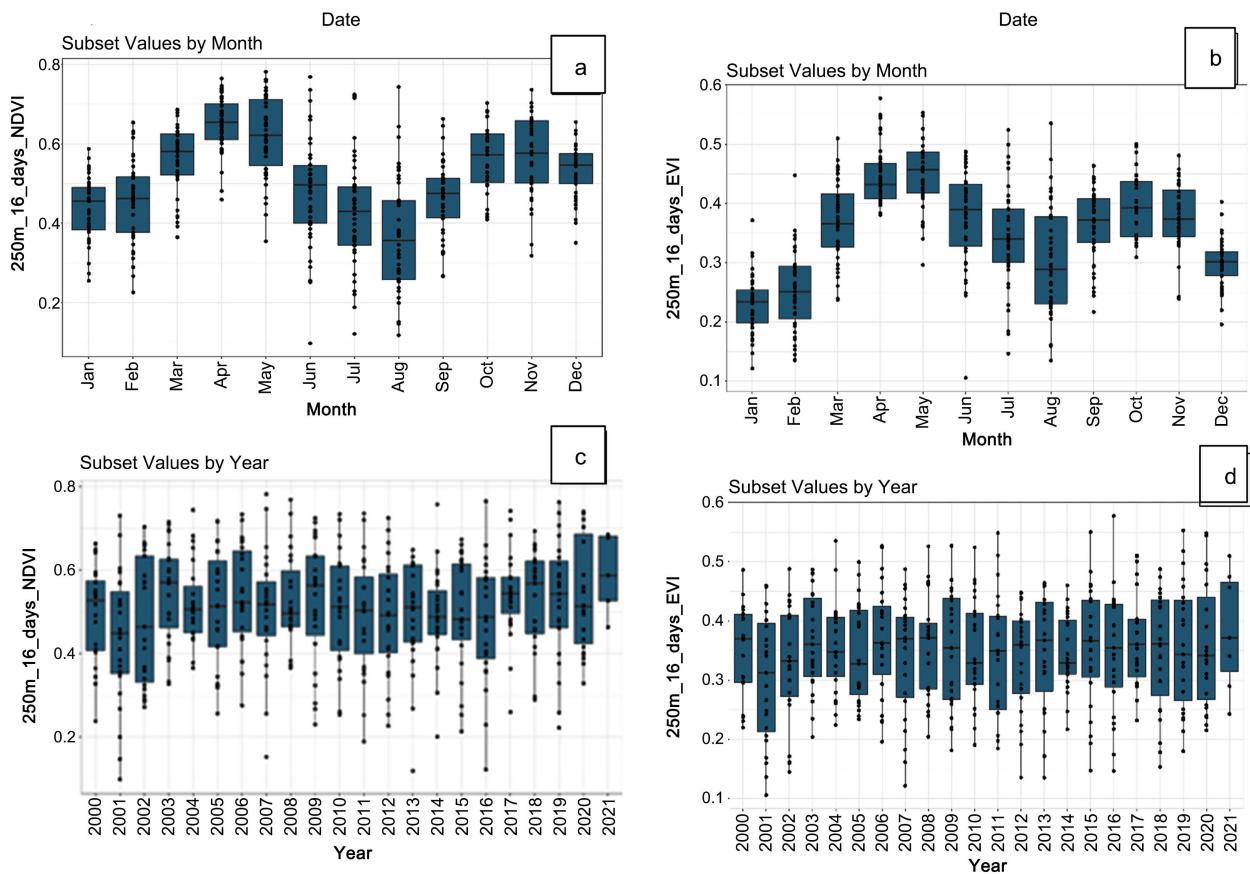 Date
Subset Values by Month
a
250m_16_days_NDVI
0.8
0.6
0.4
0.2
Jan
Feb
Mar
Apr
May
Jun
Jul
Aug
Sep
Oct
Nov
Dec
Month
Date
Subset Values by Month
b
250m_16_days_EVI
0.6
0.5
0.4
0.3
0.2
0.1
Jan
Feb
Mar
Apr
May
Jun
Jul
Aug
Sep
Oct
Nov
Dec
Month
Subset Values by Year
c
250m_16_days_NDVI
0.8
0.6
0.4
0.2
2000
2001
2002
2003
2004
2005
2006
2007
2008
2009
2010
2011
2012
2013
2014
2015
2016
2017
2018
2019
2020
2021
Year
Subset Values by Year
d
250m_16_days_EVI
0.6
0.5
0.4
0.3
0.2
0.1
2000
2001
2002
2003
2004
2005
2006
2007
2008
2009
2010
2011
2012
2013
2014
2015
2016
2017
2018
2019
2020
2021
Year